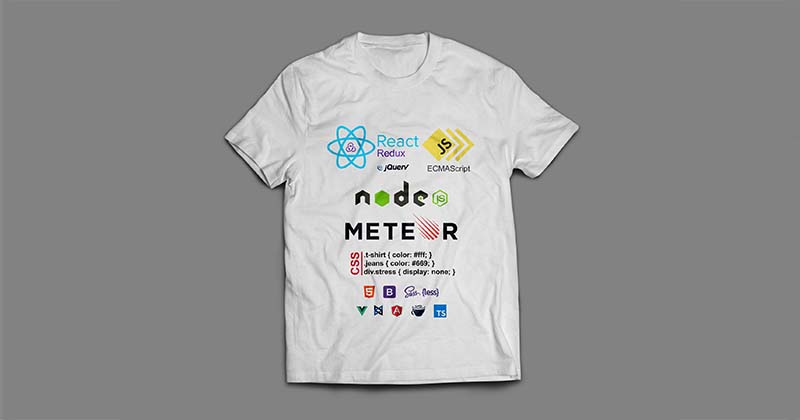 React
Redux
jQuery
JS
ECMAScript
node
JS
METEOR
CSS
.t-shirt { color: #fff; }
.jeans { color: #669; }
div.stress { display: none; }
5 B Sass {less}
A TS